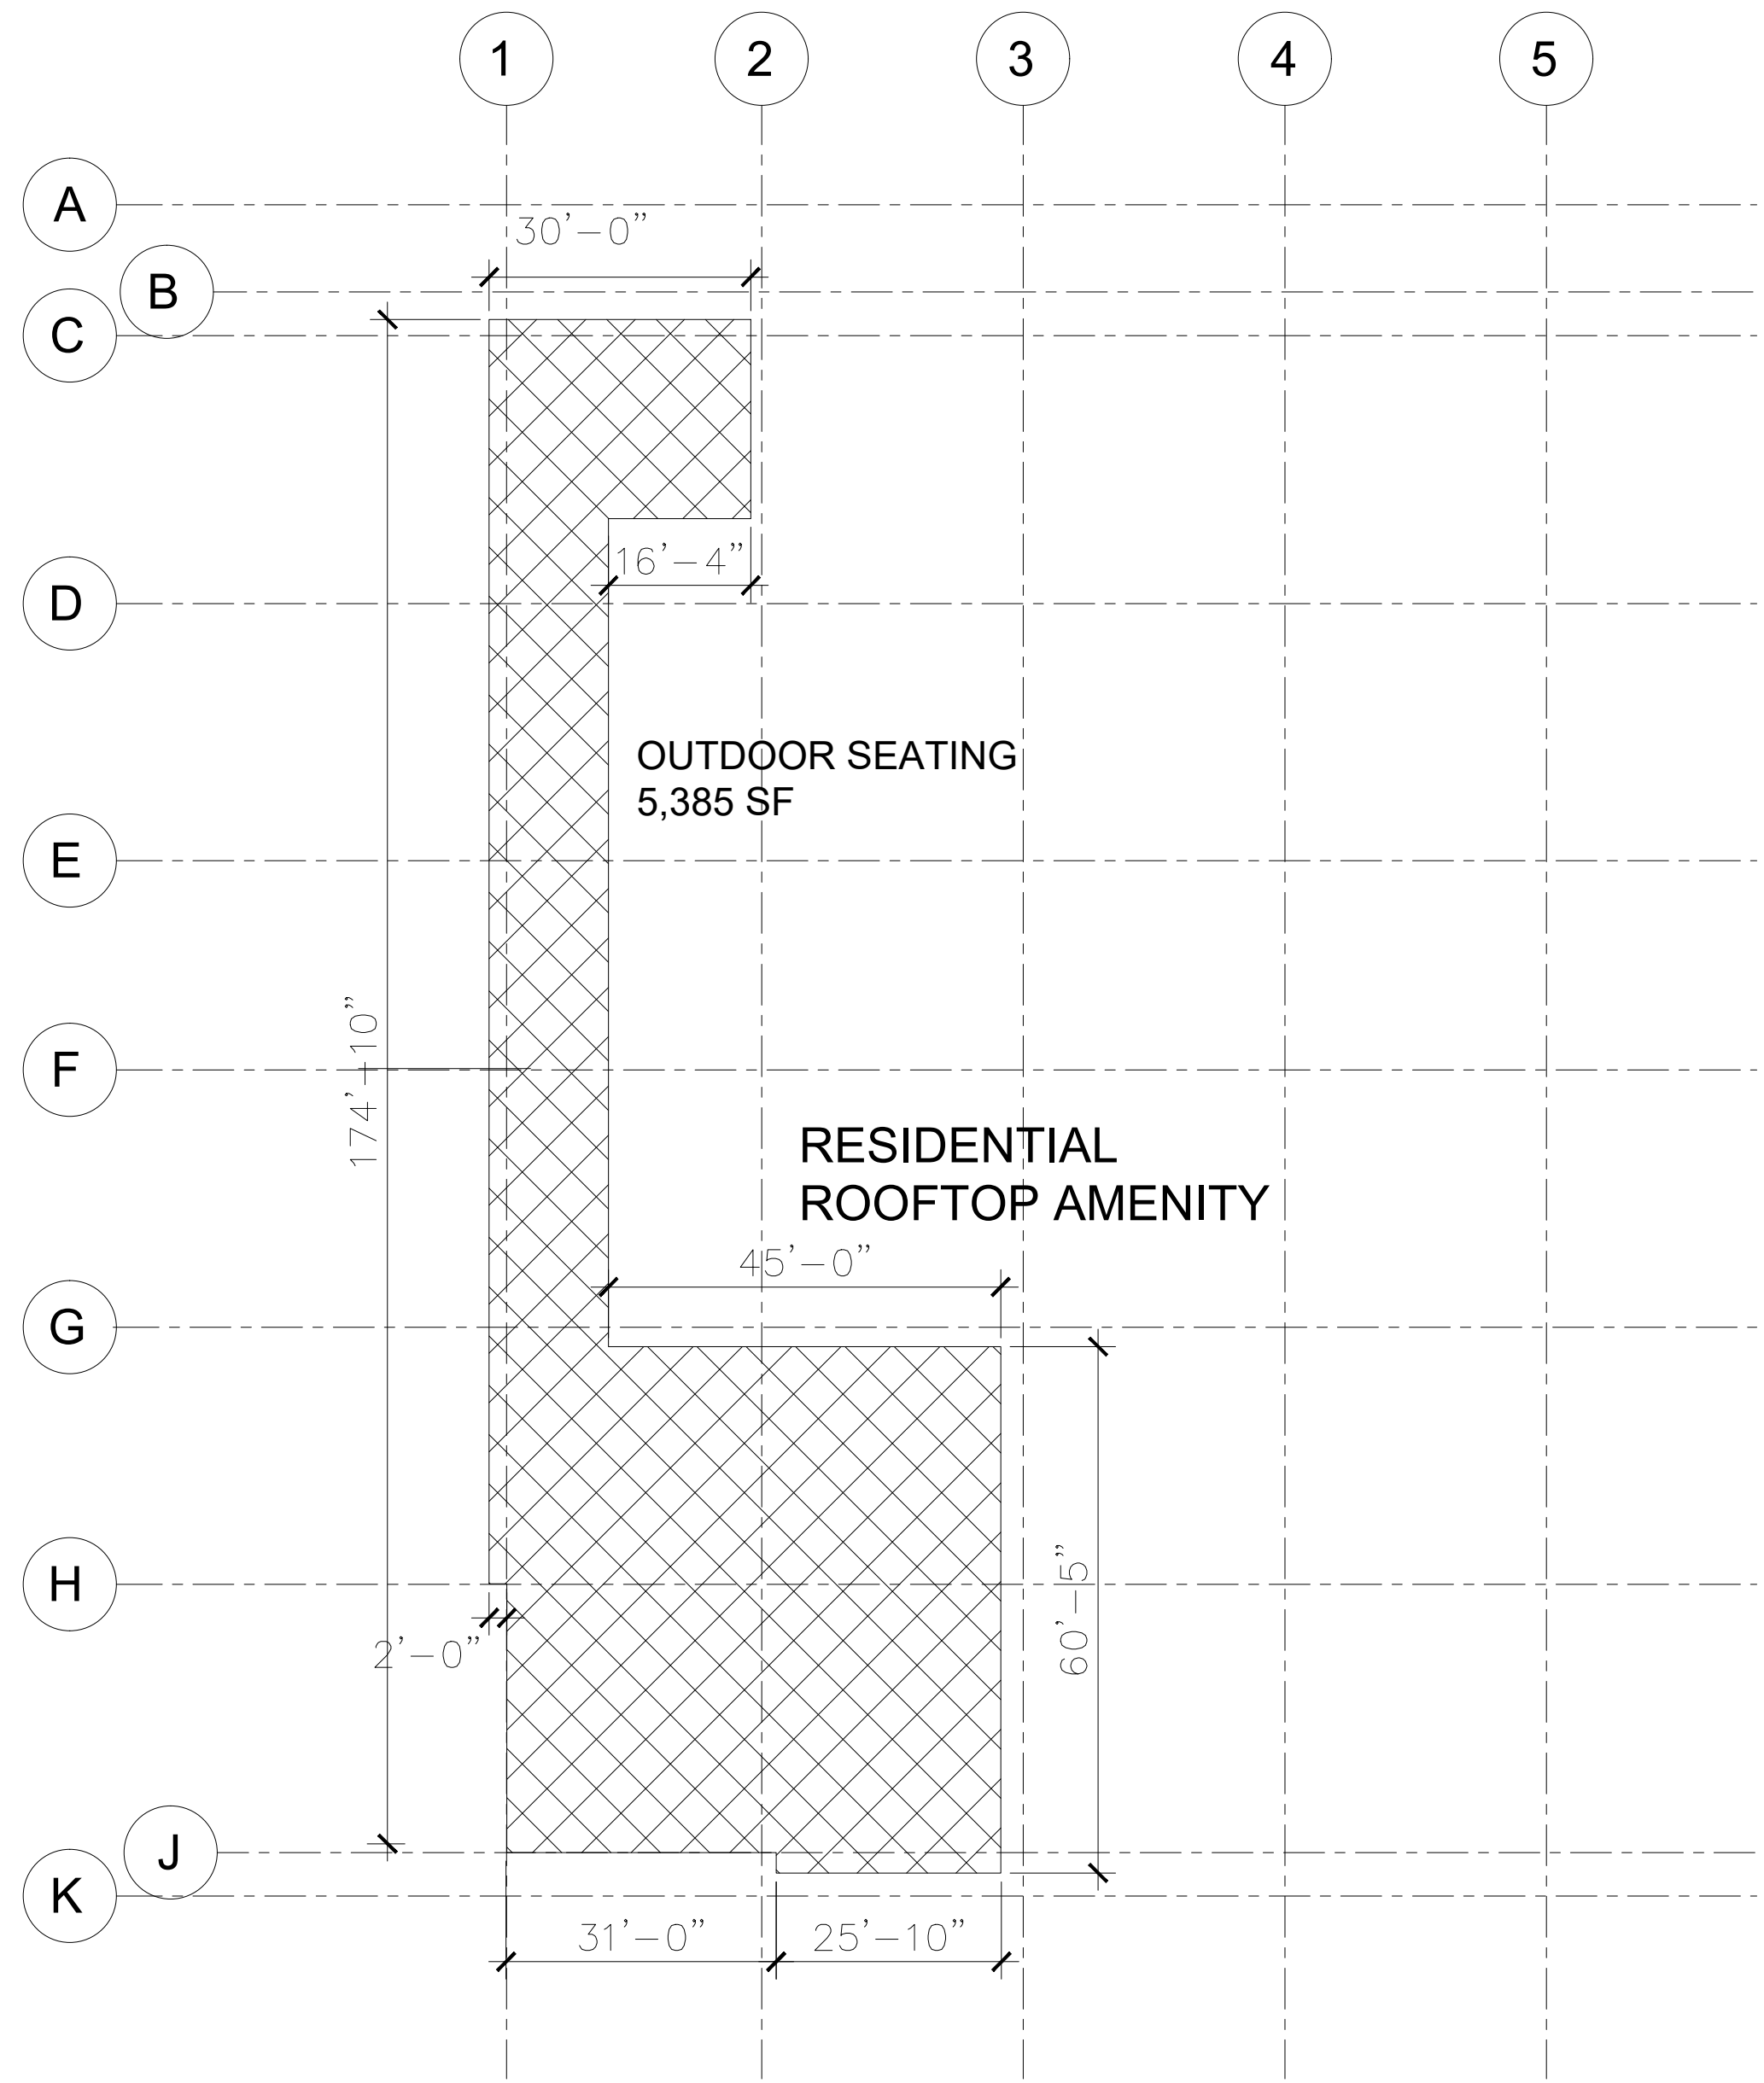 1
2
3
4
5
A
30’–0”
B
C
16’–4”
D
OUTDOOR SEATING
5,385 SF
E
174’–10”
F
RESIDENTIAL
ROOFTOP AMENITY
45’–0”
G
H
60’–5”
2’–0”
J
K
31’–0”
25’–10”